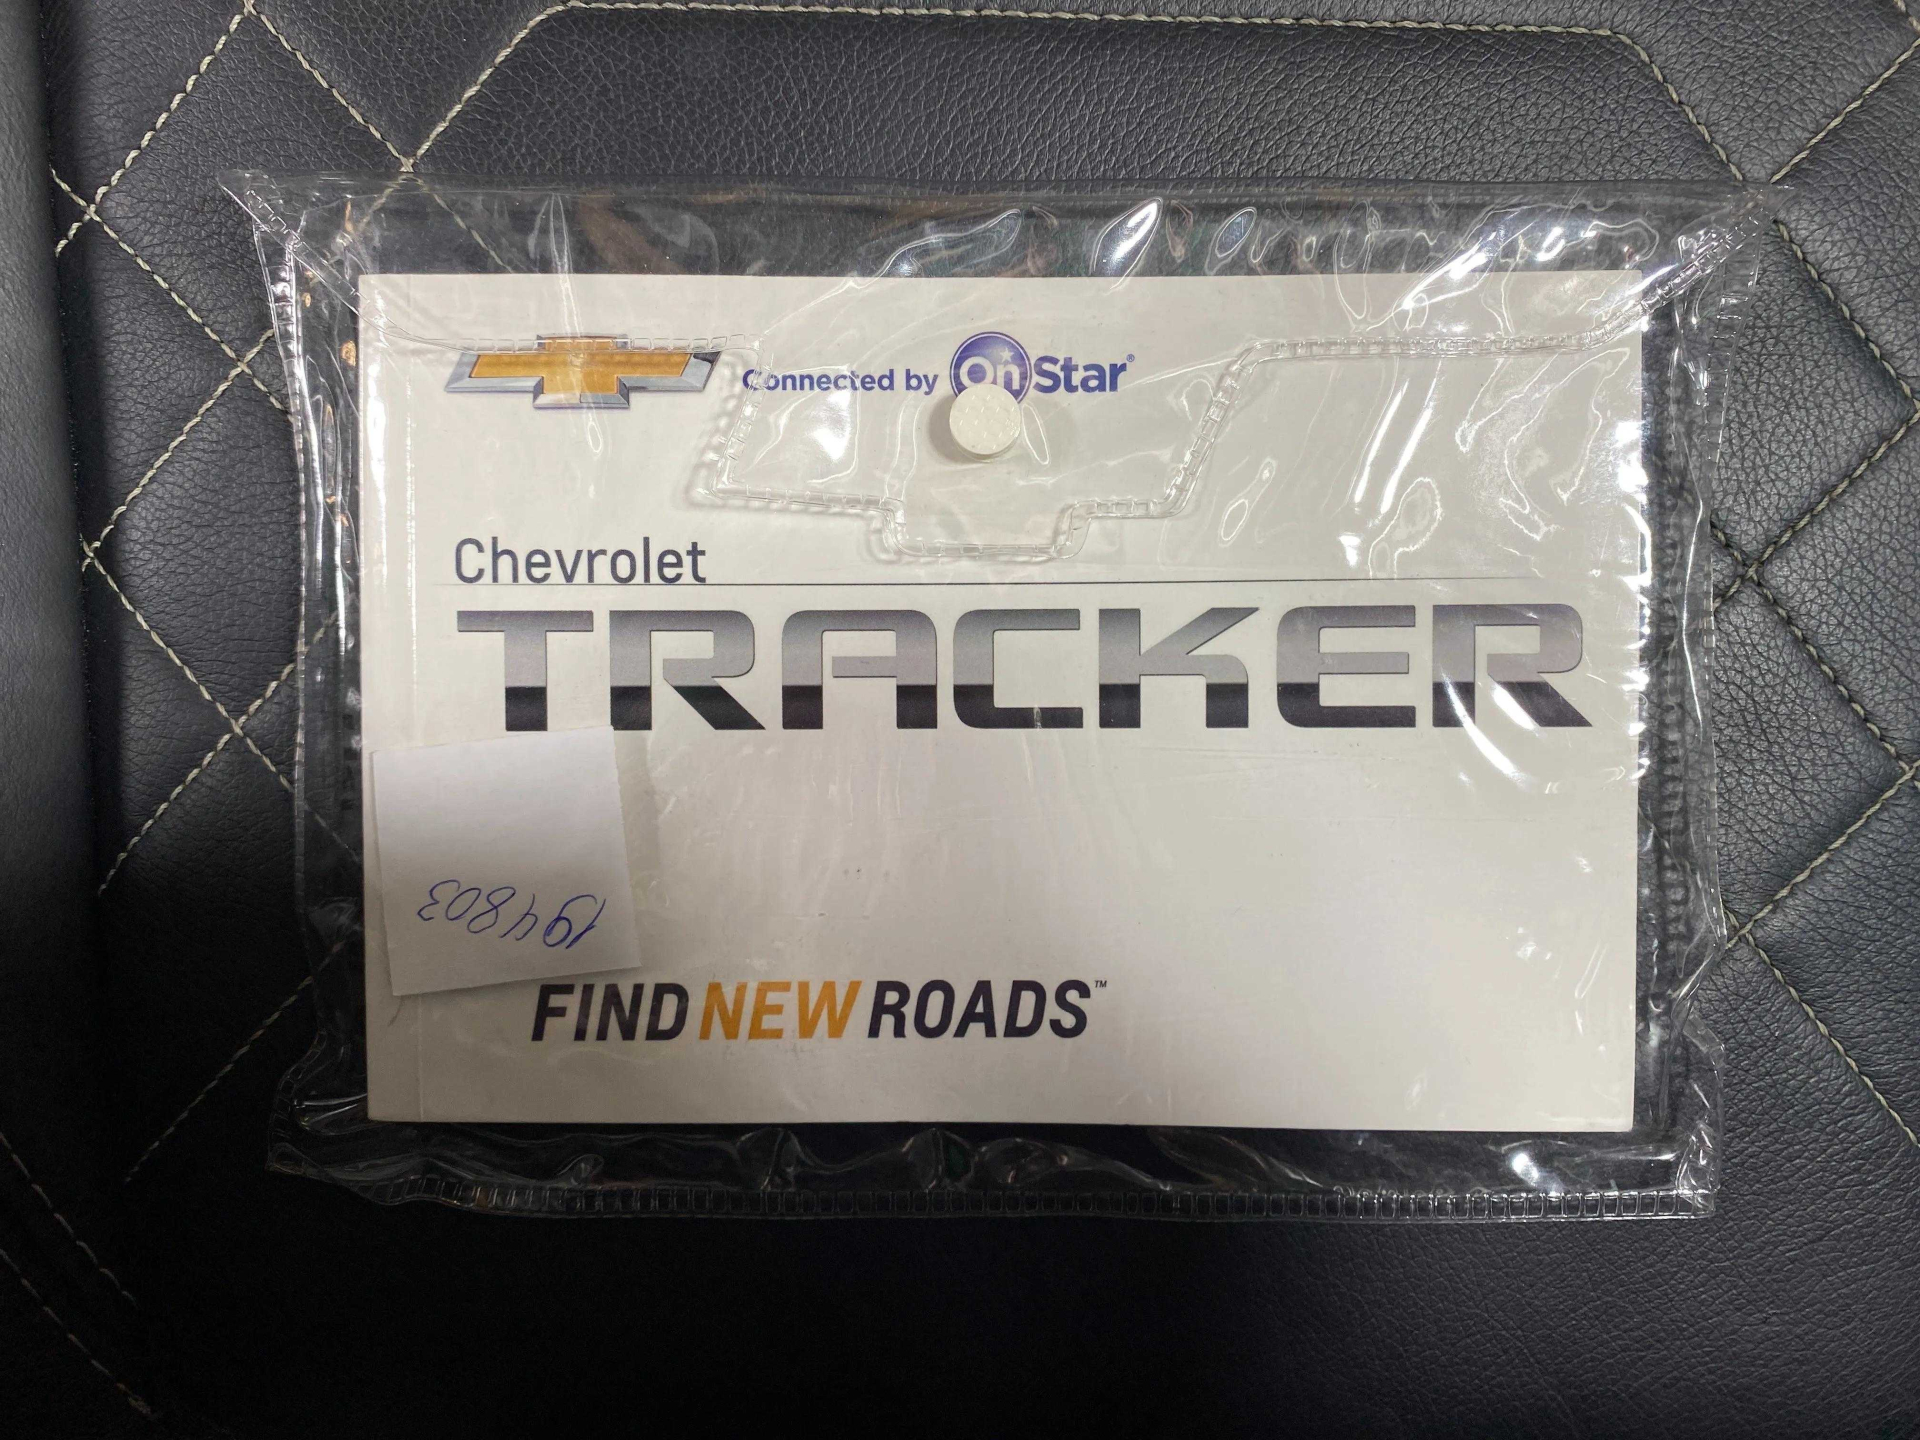 Connected by OnStar®
Chevrolet
TRACKER
194803
FIND NEW ROADS™